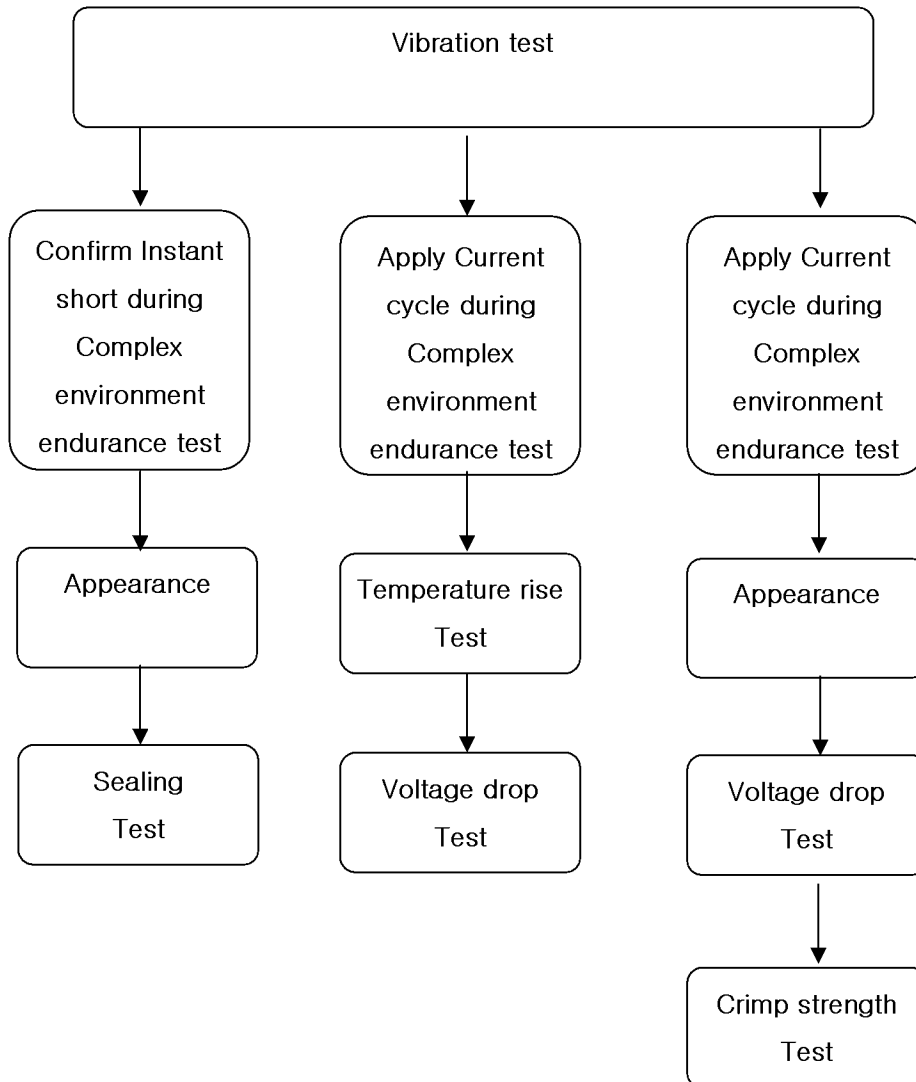 Vibration test
Confirm Instant
short during
Complex
environment
endurance test
Apply Current
cycle during
Complex
environment
endurance test
Apply Current
cycle during
Complex
environment
endurance test
Appearance
Temperature rise
Test
Appearance
Sealing
Test
Voltage drop
Test
Voltage drop
Test
Crimp strength
Test